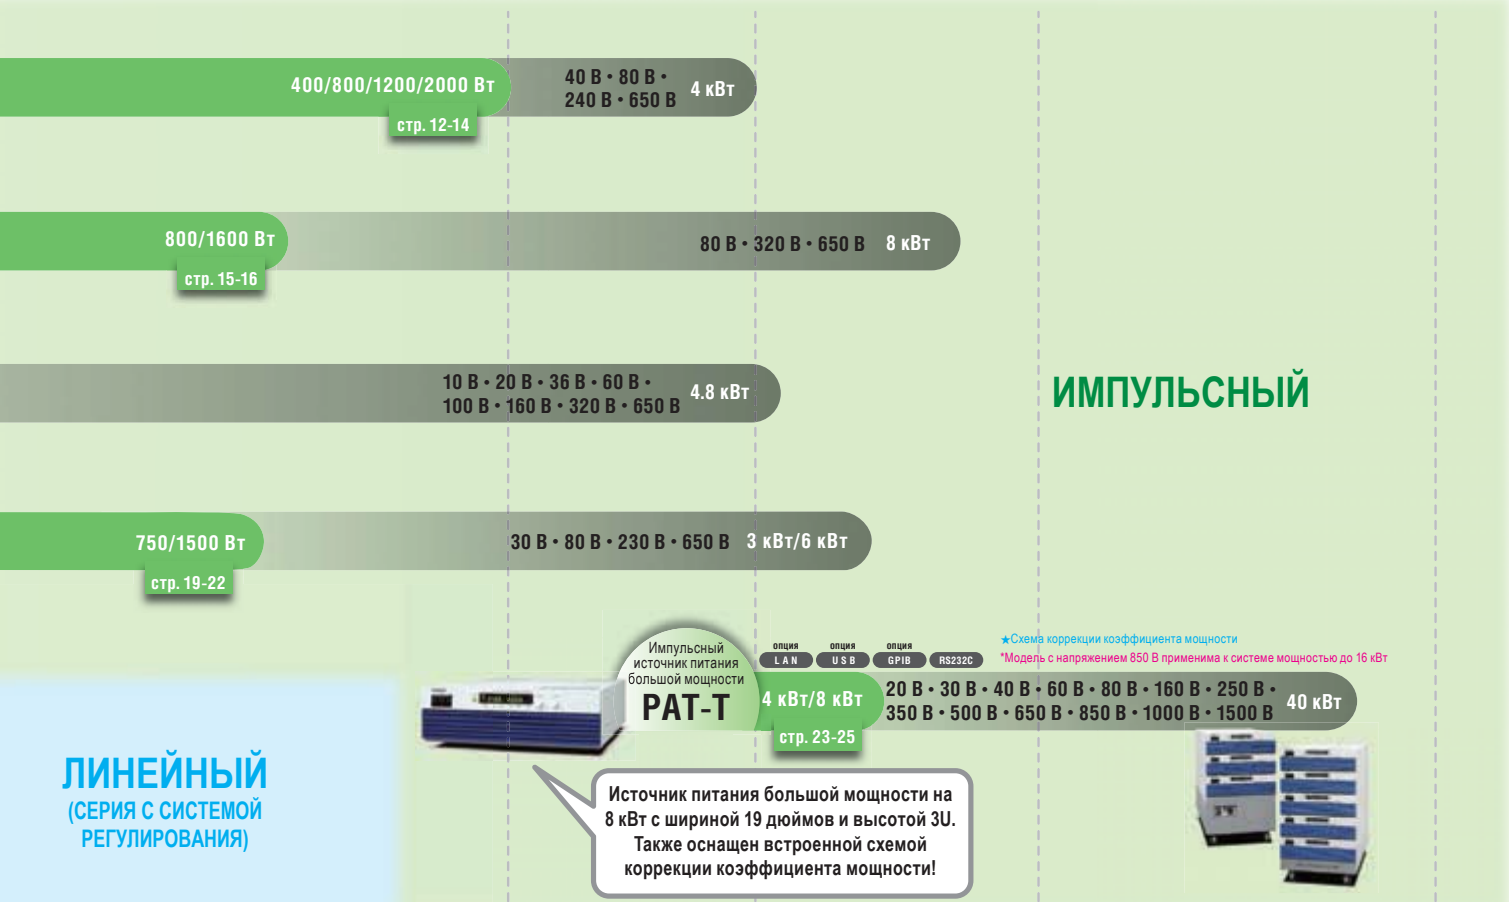 400/800/1200/2000 Вт
40 В • 80 В •
240 В • 650 В
4 кВт
стр. 12-14
800/1600 Вт
80 В • 320 В • 650 В
8 кВт
стр. 15-16
10 В • 20 В • 36 В • 60 В •
100 В • 160 В • 320 В • 650 В
4.8 кВт
ИМПУЛЬСНЫЙ
750/1500 Вт
30 В • 80 В • 230 В • 650 В
3 кВт/6 кВт
стр. 19-22
Импульсный
источник питания
большой мощности
PAT-T
опция
LAN
опция
USB
опция
GPIB
RS232C
★Схема коррекции коэффициента мощности
*Модель с напряжением 850 В применима к системе мощностью до 16 кВт
4 кВт/8 кВт
20 В • 30 В • 40 В • 60 В • 80 В • 160 В • 250 В •
350 В • 500 В • 650 В • 850 В • 1000 В • 1500 В
40 кВт
стр. 23-25
ЛИНЕЙНЫЙ
(СЕРИЯ С СИСТЕМОЙ
РЕГУЛИРОВАНИЯ)
Источник питания большой мощности на
8 кВт с шириной 19 дюймов и высотой 3U.
Также оснащен встроенной схемой
коррекции коэффициента мощности!